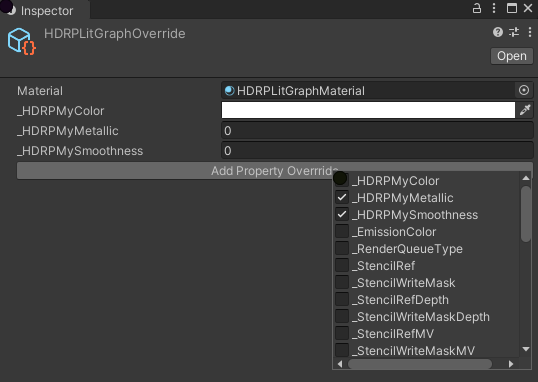 Inspector
HDRPLitGraphOverride
Open
Material HDRPLitGraphMaterial
_HDRPMyColor
_HDRPMyMetallic 0
_HDRPMySmoothness 0
Add Property Overrride
_HDRPMyColor
_HDRPMyMetallic
_HDRPMySmoothness
_EmissionColor
_RenderQueueType
_StencilRef
_StencilWriteMask
_StencilRefDepth
_StencilWriteMaskDepth
_StencilRefMV
_StencilWriteMaskMV